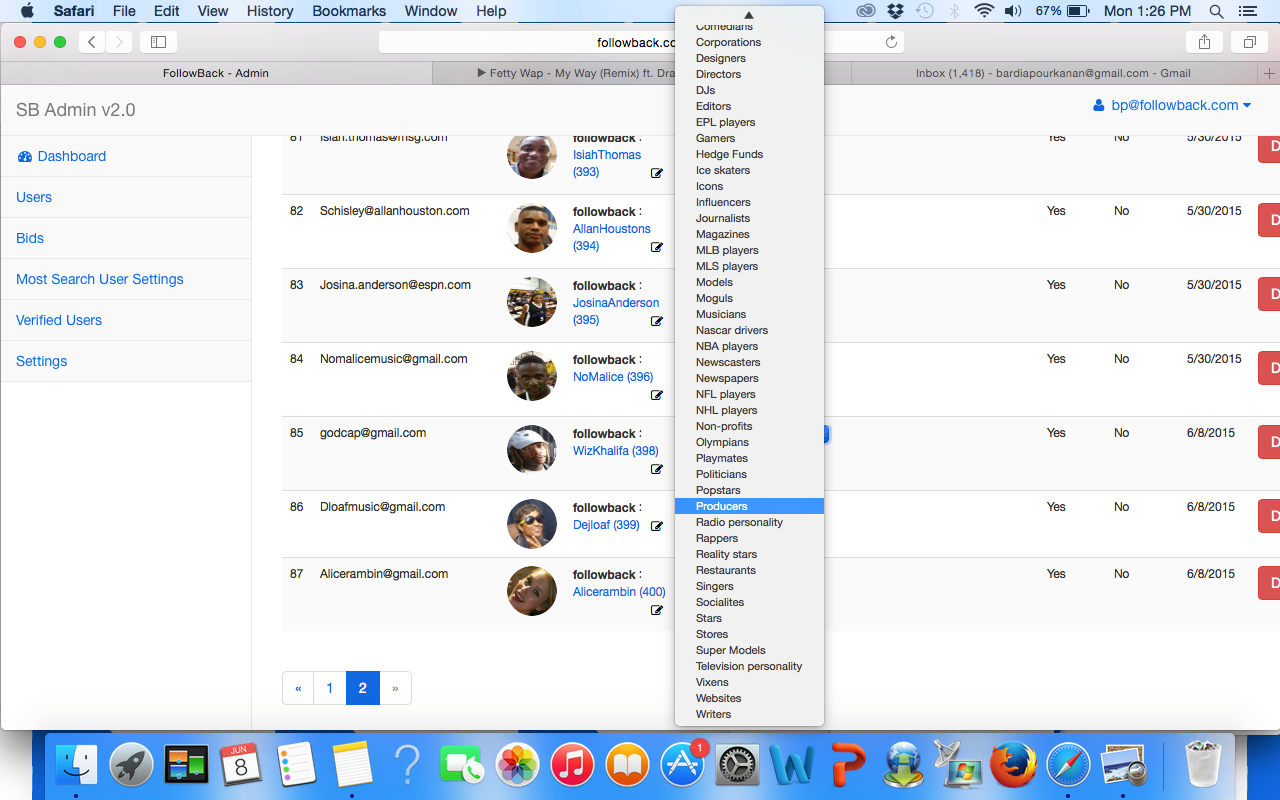 Safari File Edit View History Bookmarks Window Help 67% Mon 1:26 PM
followback.co
FollowBack - Admin
Fetty Wap - My Way (Remix) ft. Dra
Inbox (1,418) - bardiapourkanan@gmail.com - Gmail
SB Admin v2.0
bp@followback.com
Dashboard
Users
Bids
Most Search User Settings
Verified Users
Settings
81 Isiah.thomas@msg.com followback : Yes No 5/30/2015 D
IsiahThomas
(393)
82 Schisley@allanhouston.com followback : Yes No 5/30/2015 D
AllanHoustons
(394)
83 Josina.anderson@espn.com followback : Yes No 5/30/2015 D
JosinaAnderson
(395)
84 Nomalicemusic@gmail.com followback : Yes No 5/30/2015 D
NoMalice (396)
85 godcap@gmail.com followback : Yes No 6/8/2015 D
WizKhalifa (398)
86 Dloafmusic@gmail.com followback : Yes No 6/8/2015 D
Dejloaf (399)
87 Alicerambin@gmail.com followback : Yes No 6/8/2015 D
Alicerambin (400)
« 1 2 »
Comedians
Corporations
Designers
Directors
DJs
Editors
EPL players
Gamers
Hedge Funds
Ice skaters
Icons
Influencers
Journalists
Magazines
MLB players
MLS players
Models
Moguls
Musicians
Nascar drivers
NBA players
Newscasters
Newspapers
NFL players
NHL players
Non-profits
Olympians
Playmates
Politicians
Popstars
Producers
Radio personality
Rappers
Reality stars
Restaurants
Singers
Socialites
Stars
Stores
Super Models
Television personality
Vixens
Websites
Writers
JUN
8
1